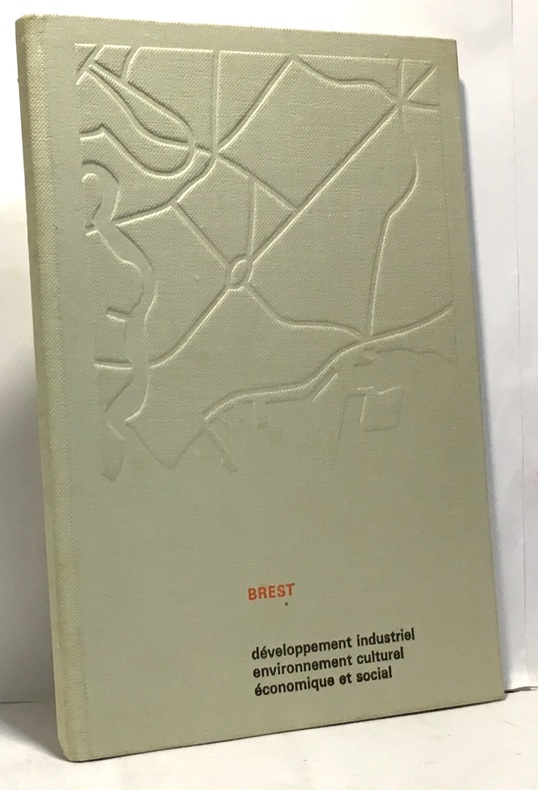 BREST
développement industriel
environnement culturel
économique et social